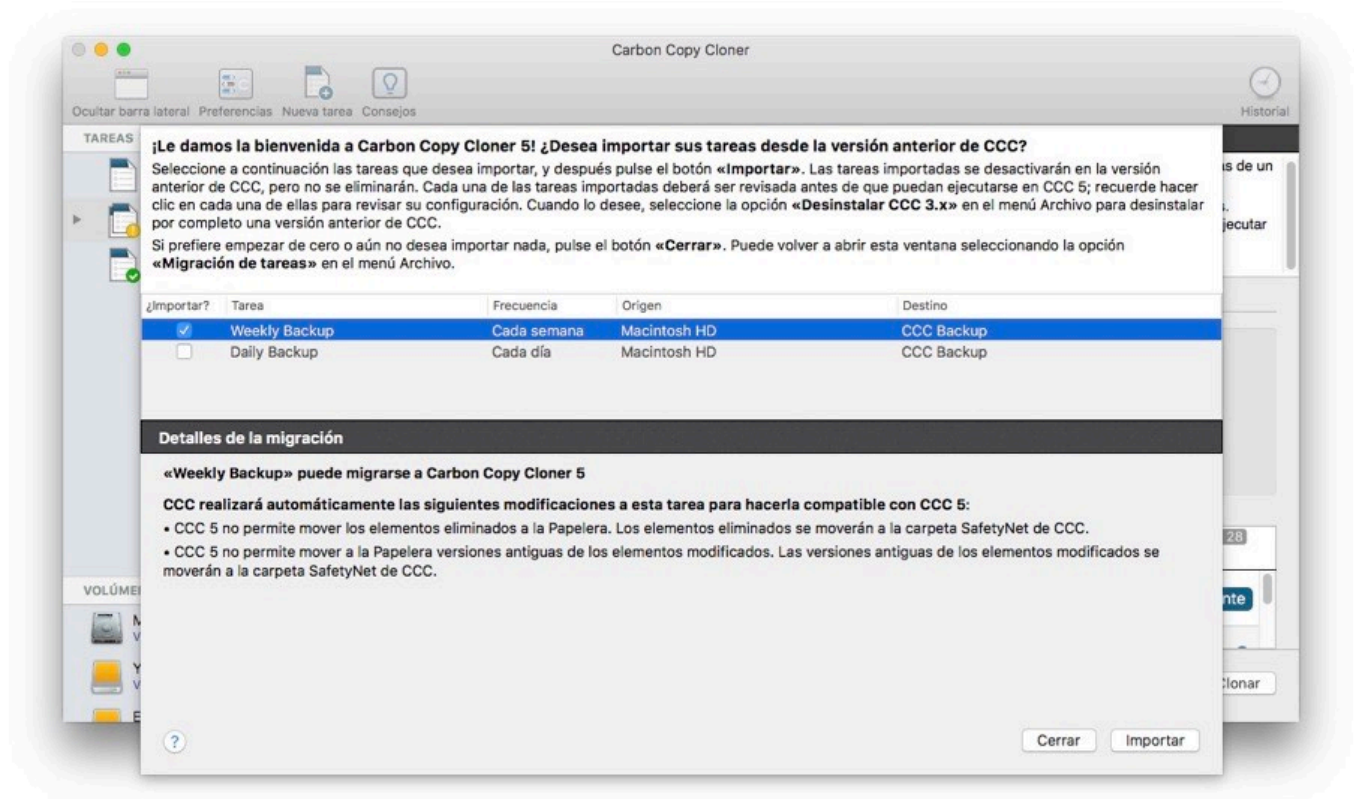 Carbon Copy Cloner
Ocultar barra lateral Preferencias Nueva tarea Consejos Historial
TAREAS
¡Le damos la bienvenida a Carbon Copy Cloner 5! ¿Desea importar sus tareas desde la versión anterior de CCC?
Seleccione a continuación las tareas que desea importar, y después pulse el botón «Importar». Las tareas importadas se desactivarán en la versión
anterior de CCC, pero no se eliminarán. Cada una de las tareas importadas deberá ser revisada antes de que puedan ejecutarse en CCC 5; recuerde hacer
clic en cada una de ellas para revisar su configuración. Cuando lo desee, seleccione la opción «Desinstalar CCC 3.x» en el menú Archivo para desinstalar
por completo una versión anterior de CCC.
Si prefiere empezar de cero o aún no desea importar nada, pulse el botón «Cerrar». Puede volver a abrir esta ventana seleccionando la opción
«Migración de tareas» en el menú Archivo.
s de un
jecutar
¿Importar? Tarea Frecuencia Origen Destino
Weekly Backup Cada semana Macintosh HD CCC Backup
Daily Backup Cada día Macintosh HD CCC Backup
Detalles de la migración
«Weekly Backup» puede migrarse a Carbon Copy Cloner 5
CCC realizará automáticamente las siguientes modificaciones a esta tarea para hacerla compatible con CCC 5:
• CCC 5 no permite mover los elementos eliminados a la Papelera. Los elementos eliminados se moverán a la carpeta SafetyNet de CCC.
• CCC 5 no permite mover a la Papelera versiones antiguas de los elementos modificados. Las versiones antiguas de los elementos modificados se
moverán a la carpeta SafetyNet de CCC.
28
VOLÚME
nte
Clonar
? Cerrar Importar